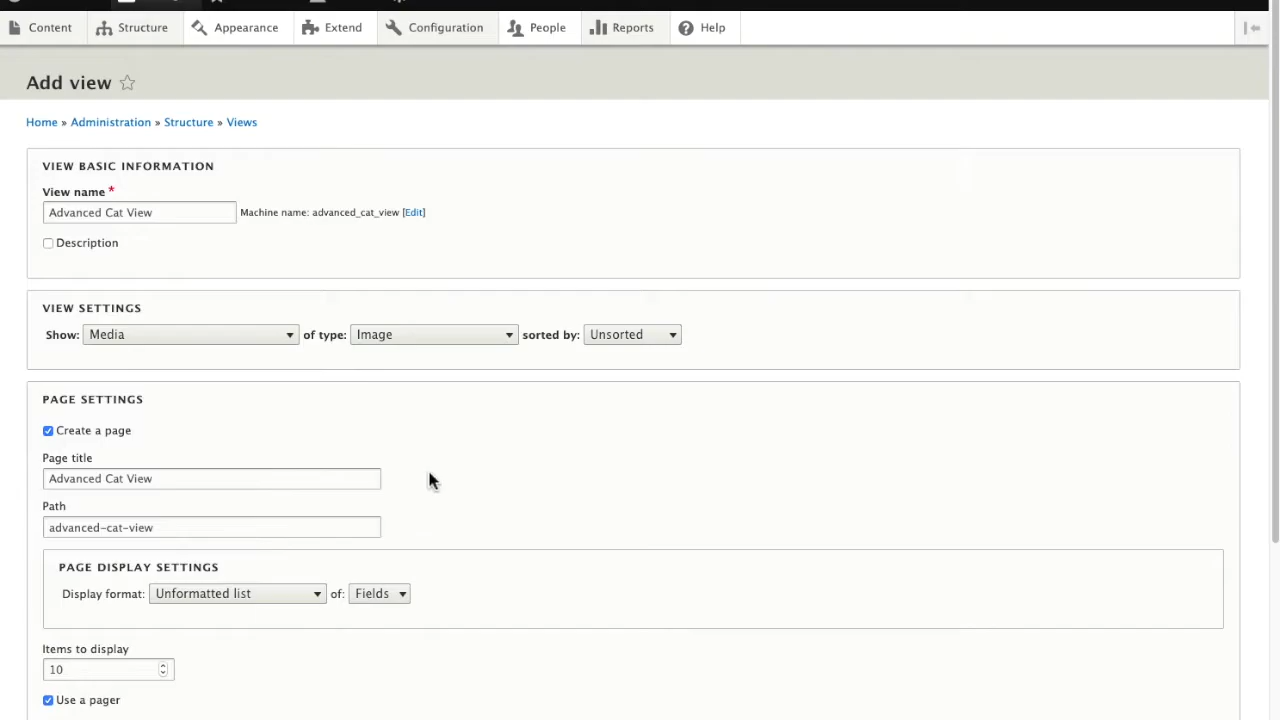 Content Structure Appearance Extend Configuration People Reports Help
Add view
Home » Administration » Structure » Views
VIEW BASIC INFORMATION
View name *
Advanced Cat View Machine name: advanced_cat_view [Edit]
Description
VIEW SETTINGS
Show: Media of type: Image sorted by: Unsorted
PAGE SETTINGS
Create a page
Page title
Advanced Cat View
Path
advanced-cat-view
PAGE DISPLAY SETTINGS
Display format: Unformatted list of: Fields
Items to display
10
Use a pager